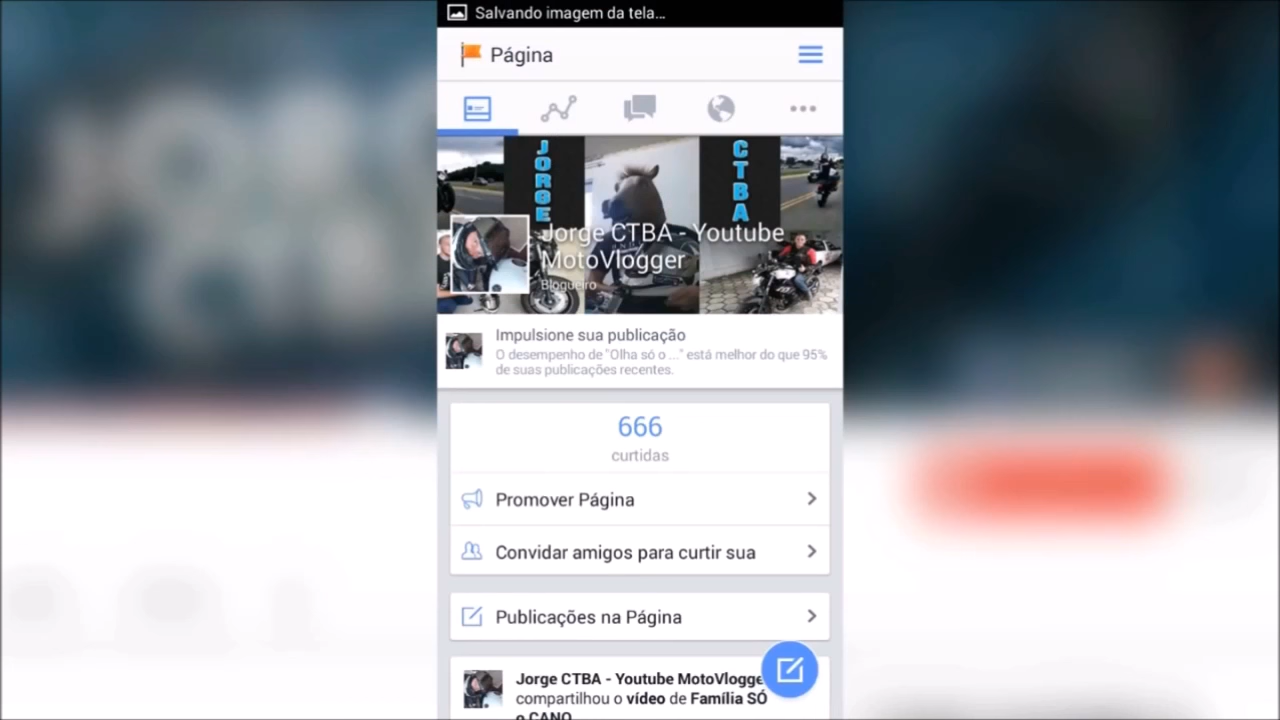 Salvando imagem da tela...
Página
JORGE
CTBA
Jorge CTBA - Youtube
MotoVlogger
Blogueiro
Impulsione sua publicação
O desempenho de "Olha só o ..." está melhor do que 95%
de suas publicações recentes.
666
curtidas
Promover Página
Convidar amigos para curtir sua
Publicações na Página
Jorge CTBA - Youtube MotoVlogge
compartilhou o vídeo de Família SÓ
o CANO